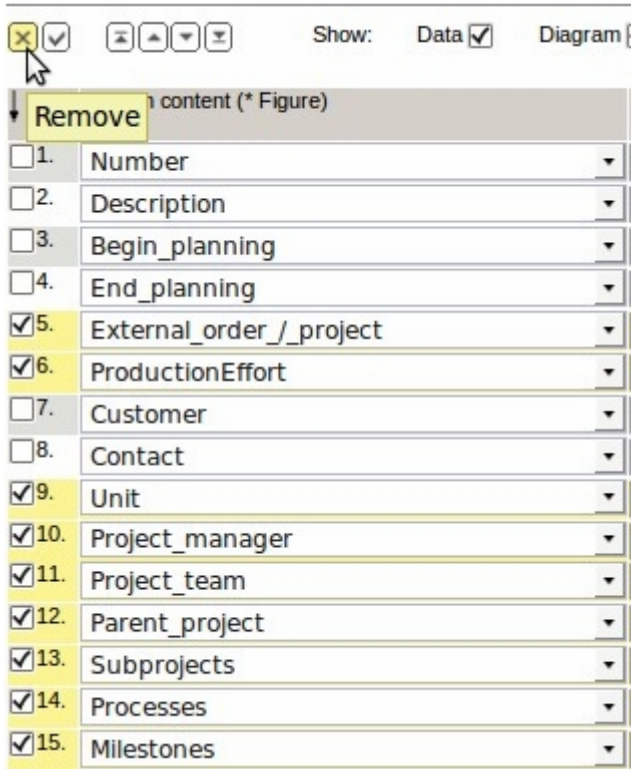 Show: Data Diagram
content (* Figure)
Remove
1. Number
2. Description
3. Begin_planning
4. End_planning
5. External_order_/_project
6. ProductionEffort
7. Customer
8. Contact
9. Unit
10. Project_manager
11. Project_team
12. Parent_project
13. Subprojects
14. Processes
15. Milestones